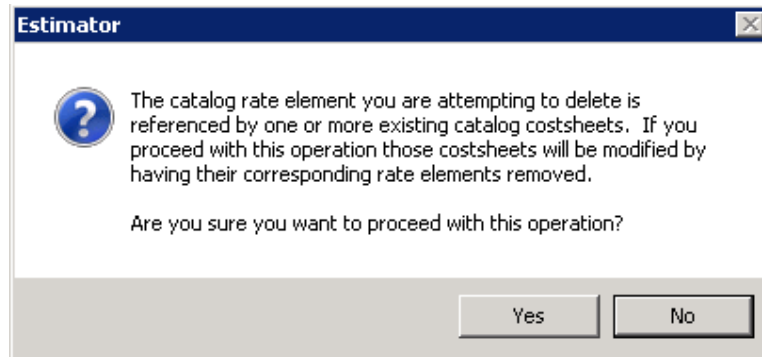 Estimator
The catalog rate element you are attempting to delete is
referenced by one or more existing catalog costsheets.  If you
proceed with this operation those costsheets will be modified by
having their corresponding rate elements removed.
Are you sure you want to proceed with this operation?
Yes
No